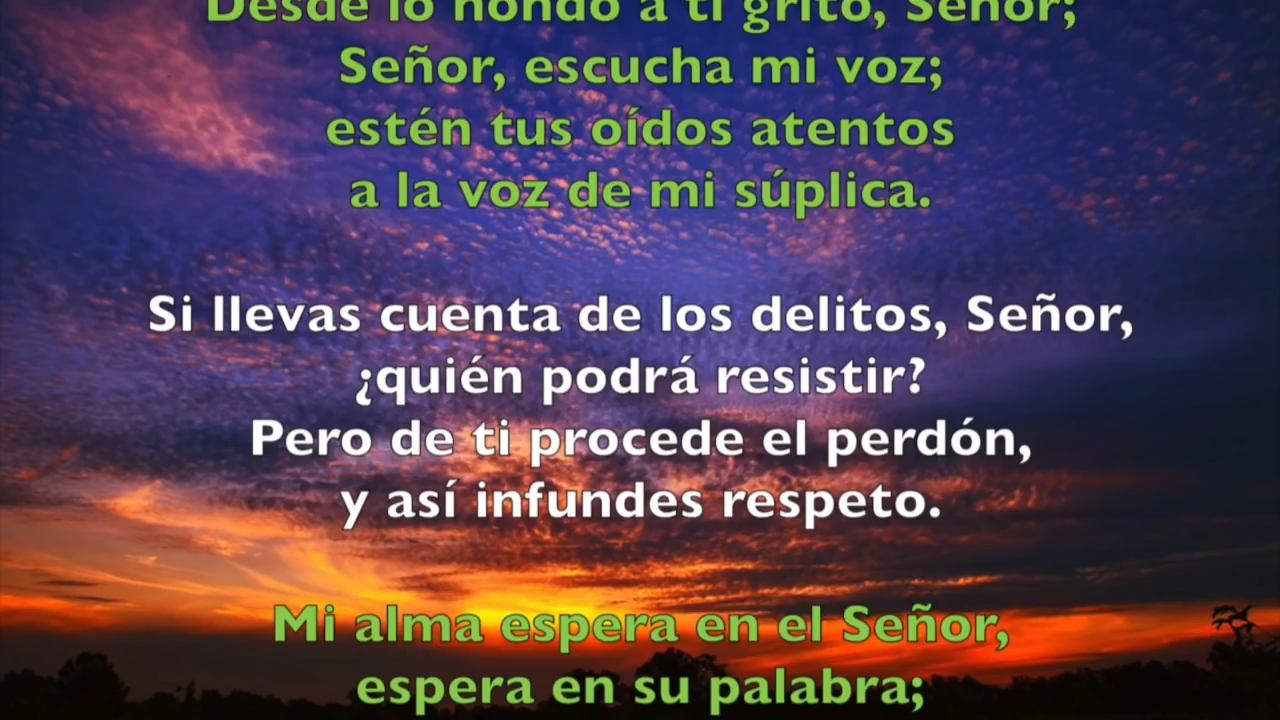 Desde lo hondo a ti grito, Señor;
Señor, escucha mi voz;
estén tus oídos atentos
a la voz de mi súplica.
Si llevas cuenta de los delitos, Señor,
¿quién podrá resistir?
Pero de ti procede el perdón,
y así infundes respeto.
Mi alma espera en el Señor,
espera en su palabra;